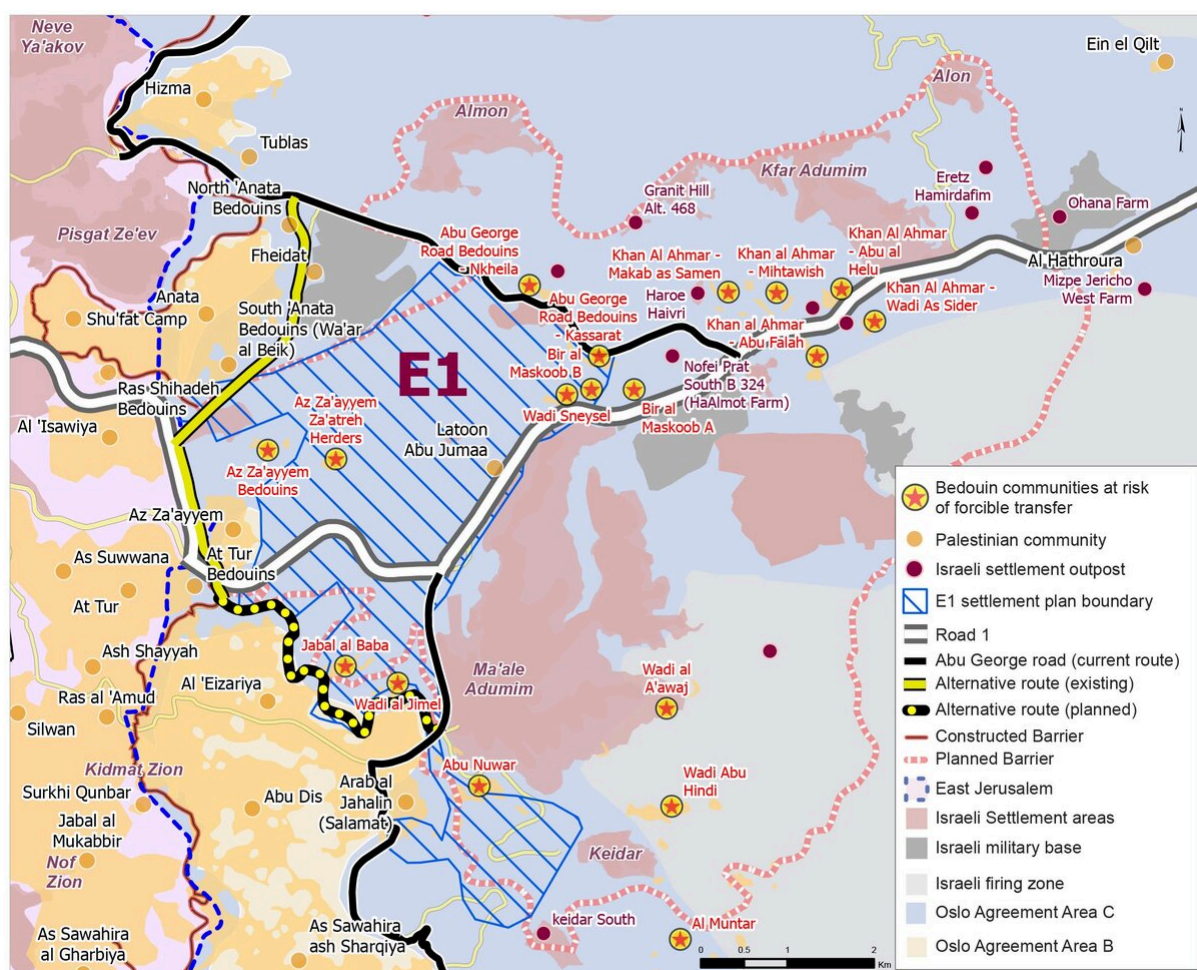 Neve
Ya'akov
Hizma
Tublas
North 'Anata
Bedouins
Pisgat Ze'ev
Fheidat
Anata
Shu'fat Camp
South 'Anata
Bedouins (Wa'ar
al Beik)
Ras Shihadeh
Bedouins
Al 'Isawiya
Almon
Alon
Ein el Qilt
Kfar Adumim
Granit Hill
Alt. 468
Eretz
Hamirdafim
Ohana Farm
Al Hathroura
Mizpe Jericho
West Farm
Abu George
Road Bedouins
- Nkheila
Khan Al Ahmar -
Makab as Samen
Khan al Ahmar
- Mihtawish
Khan Al Ahmar
- Abu al
Helu
Khan Al Ahmar -
Wadi As Sider
Haroe
Haivri
Abu George
Road Bedouins
- Kassarat
Khan al Ahmar
- Abu Falah
Bir al
Maskoob B
Nofei Prat
South B 324
(HaAlmot Farm)
Wadi Sneysel
Bir al
Maskoob A
E1
Az Za'ayyem
Za'atreh
Herders
Latoon
Abu Jumaa
Az Za'ayyem
Bedouins
Az Za'ayyem
As Suwwana
At Tur
Bedouins
At Tur
Ash Shayyah
Jabal al Baba
Al 'Eizariya
Ras al 'Amud
Wadi al Jimel
Silwan
Ma'ale
Adumim
Wadi al
A'awaj
Kidmat Zion
Abu Nuwar
Wadi Abu
Hindi
Surkhi Qunbar
Abu Dis
Arab al
Jahalin
(Salamat)
Jabal al
Mukabbir
Nof
Zion
Keidar
keidar South
Al Muntar
As Sawahira
ash Sharqiya
As Sawahira
al Gharbiya
N
Bedouin communities at risk
of forcible transfer
Palestinian community
Israeli settlement outpost
E1 settlement plan boundary
Road 1
Abu George road (current route)
Alternative route (existing)
Alternative route (planned)
Constructed Barrier
Planned Barrier
East Jerusalem
Israeli Settlement areas
Israeli military base
Israeli firing zone
Oslo Agreement Area C
Oslo Agreement Area B
0 0.5 1 2
Km